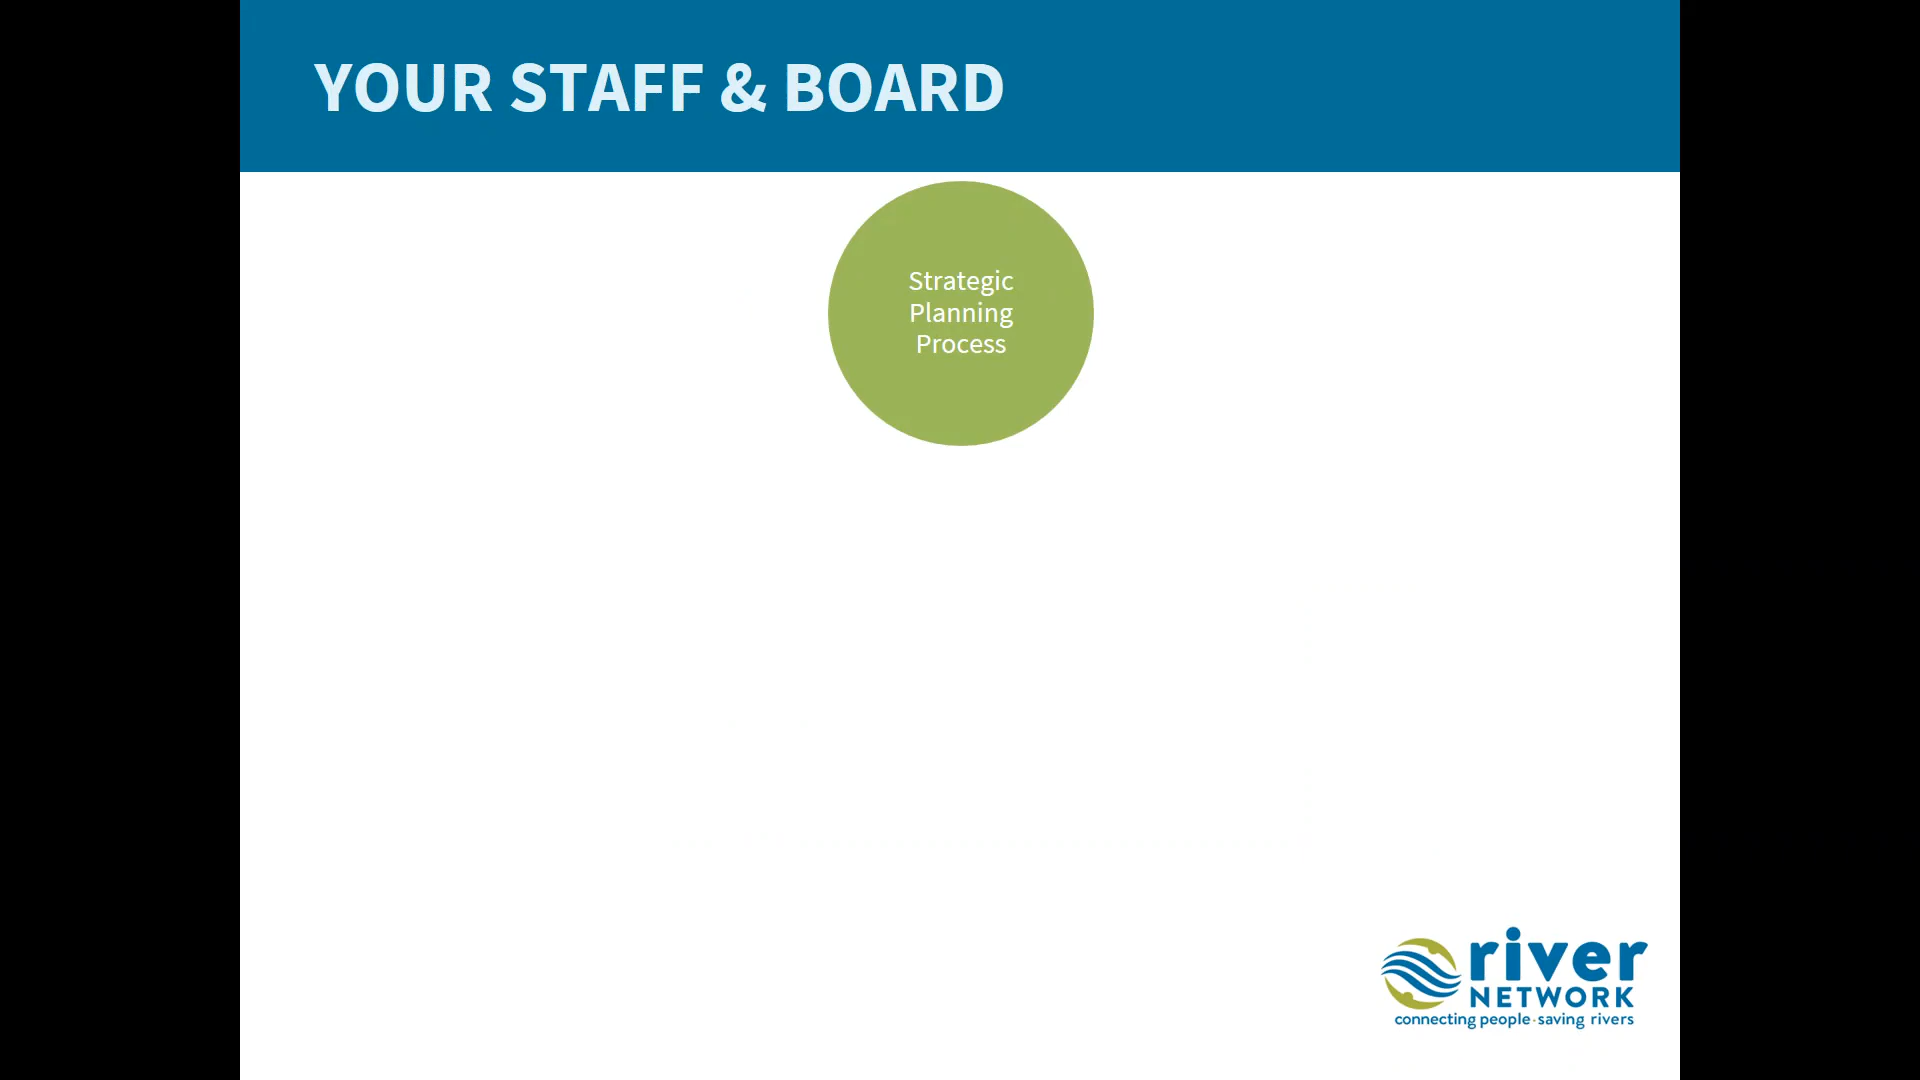 YOUR STAFF & BOARD
Strategic
Planning
Process
river
NETWORK
connecting people·saving rivers